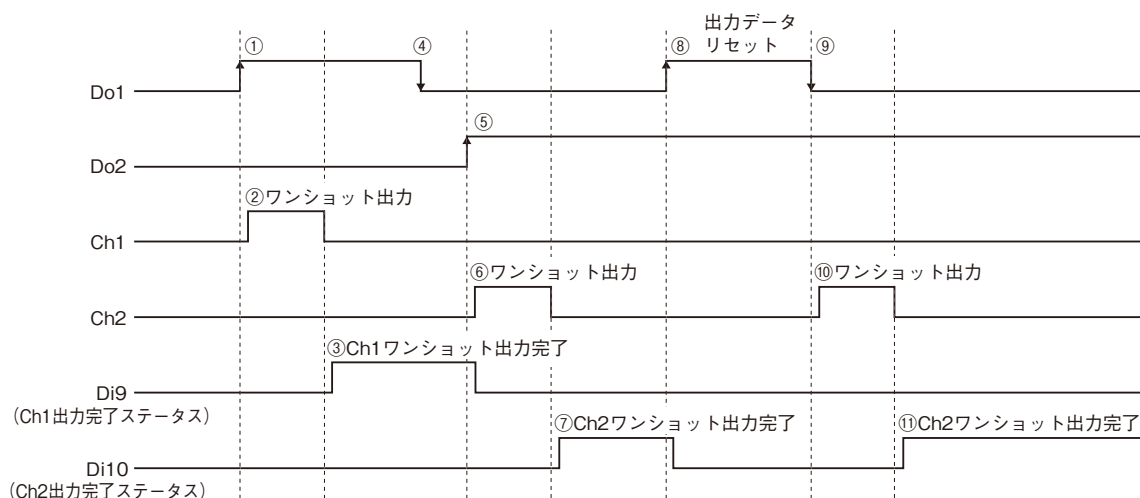 出力データ
リセット
① ④ ⑧ ⑨
Do1
⑤
Do2
②ワンショット出力
Ch1
⑥ワンショット出力 ⑩ワンショット出力
Ch2
③Ch1ワンショット出力完了
Di9
（Ch1出力完了ステータス）
⑦Ch2ワンショット出力完了 ⑪Ch2ワンショット出力完了
Di10
（Ch2出力完了ステータス）